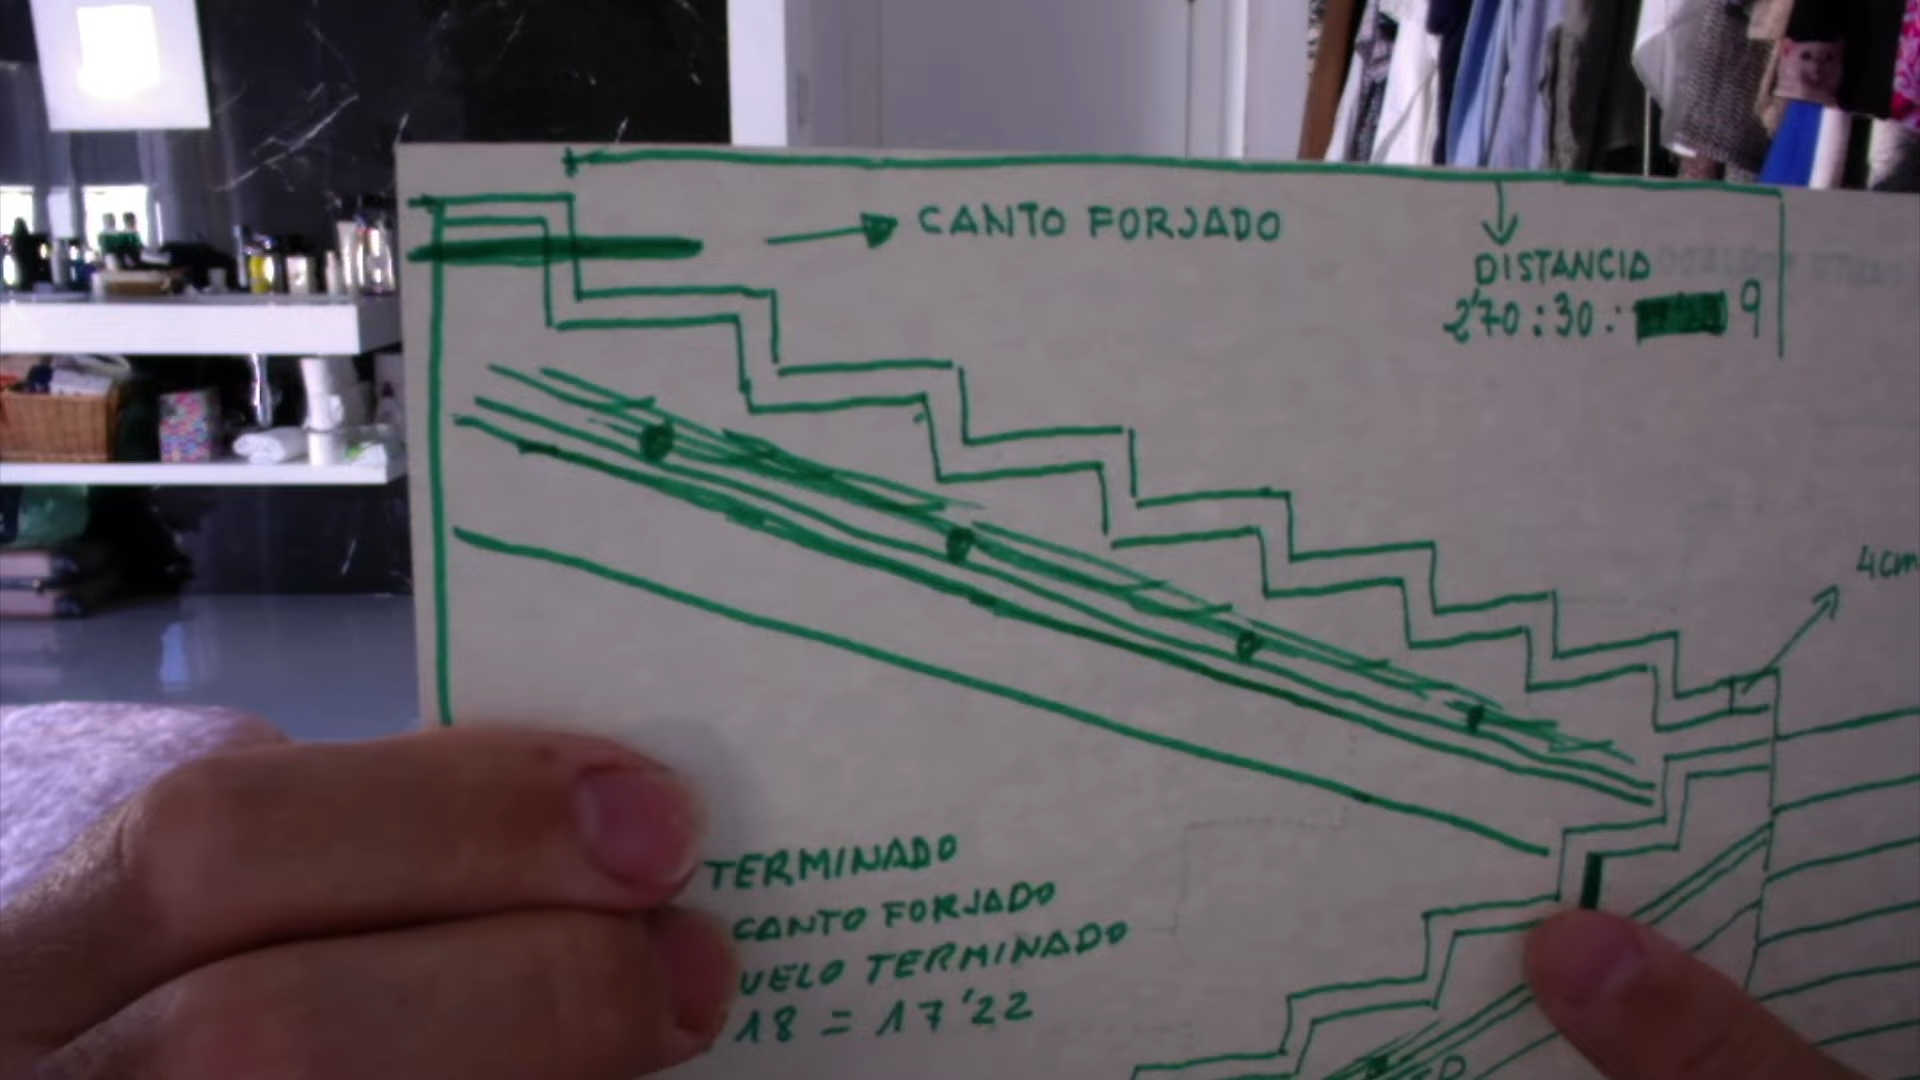 CANTO FORJADO
DISTANCIA
2'70:30: 9
4cm
TERMINADO
CANTO FORJADO
UELO TERMINADO
18 = 17'22